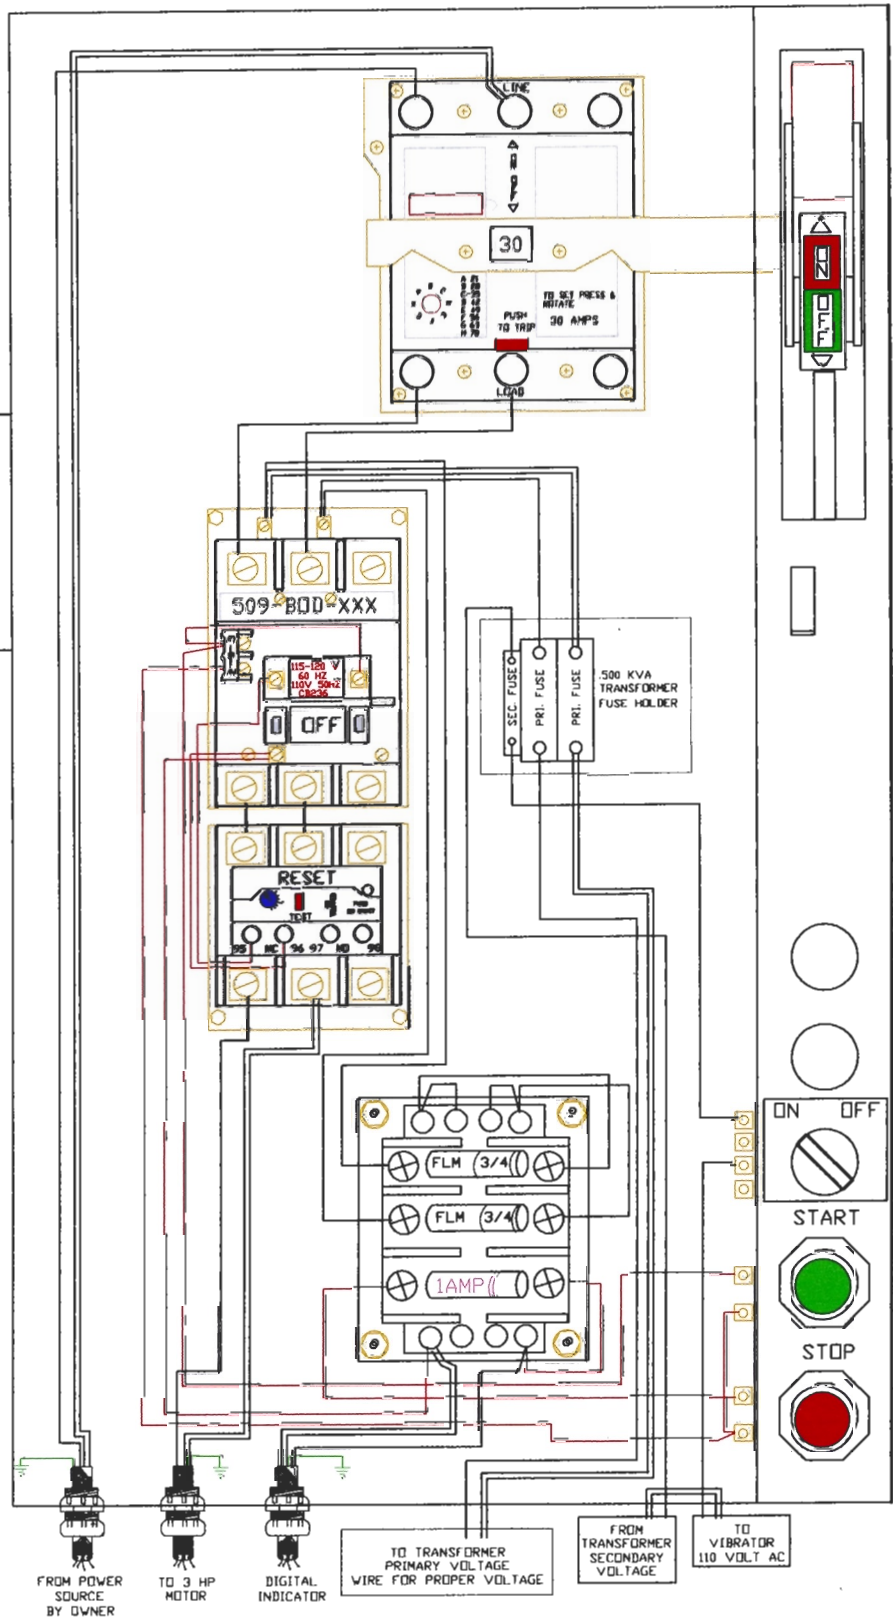 LINE
ON OFF
30
TO SET PRESS &
ROTATE
30 AMPS
PUSH
TO TRIP
LOAD
ON
OFF
509-BOD-XXX
115-120 V
60 HZ
110V 50HZ
CB236
OFF
SEC. FUSE
PRI. FUSE
PRI. FUSE
.500 KVA
TRANSFORMER
FUSE HOLDER
RESET
TEST
95 NC 96 97 NO 98
ON OFF
FLM 3/4
FLM 3/4
1AMP
START
STOP
FROM POWER
SOURCE
BY OWNER
TO 3 HP
MOTOR
DIGITAL
INDICATOR
TO TRANSFORMER
PRIMARY VOLTAGE
WIRE FOR PROPER VOLTAGE
FROM
TRANSFORMER
SECONDARY
VOLTAGE
TO
VIBRATOR
110 VOLT AC